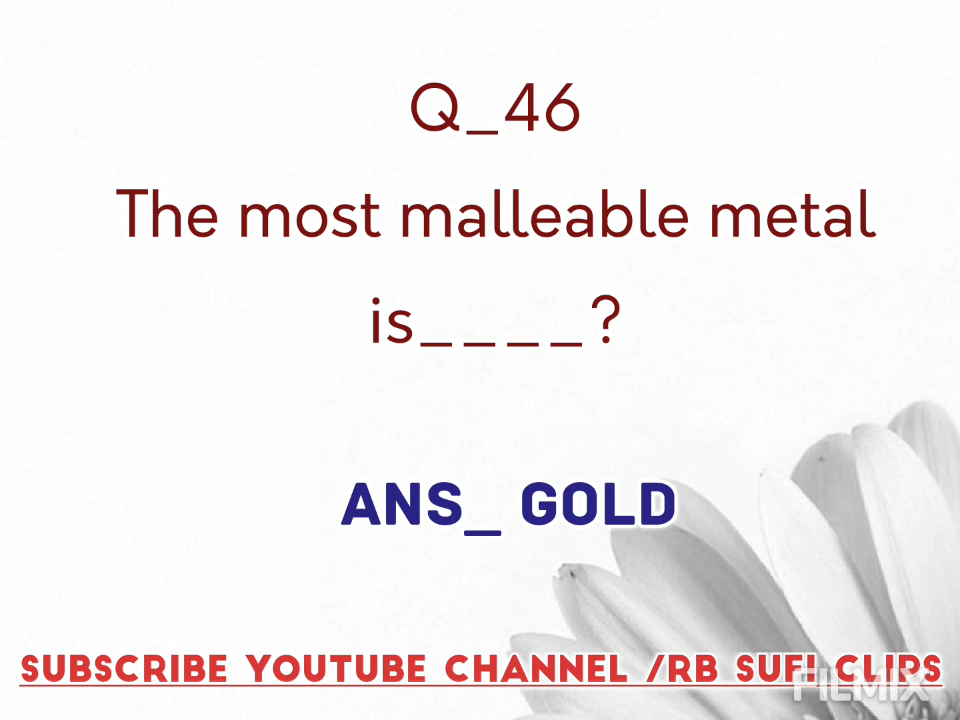 Q_46
The most malleable metal
is____?
ANS_ GOLD
SUBSCRIBE YOUTUBE CHANNEL /RB SUFI CLIPS
FILMIX